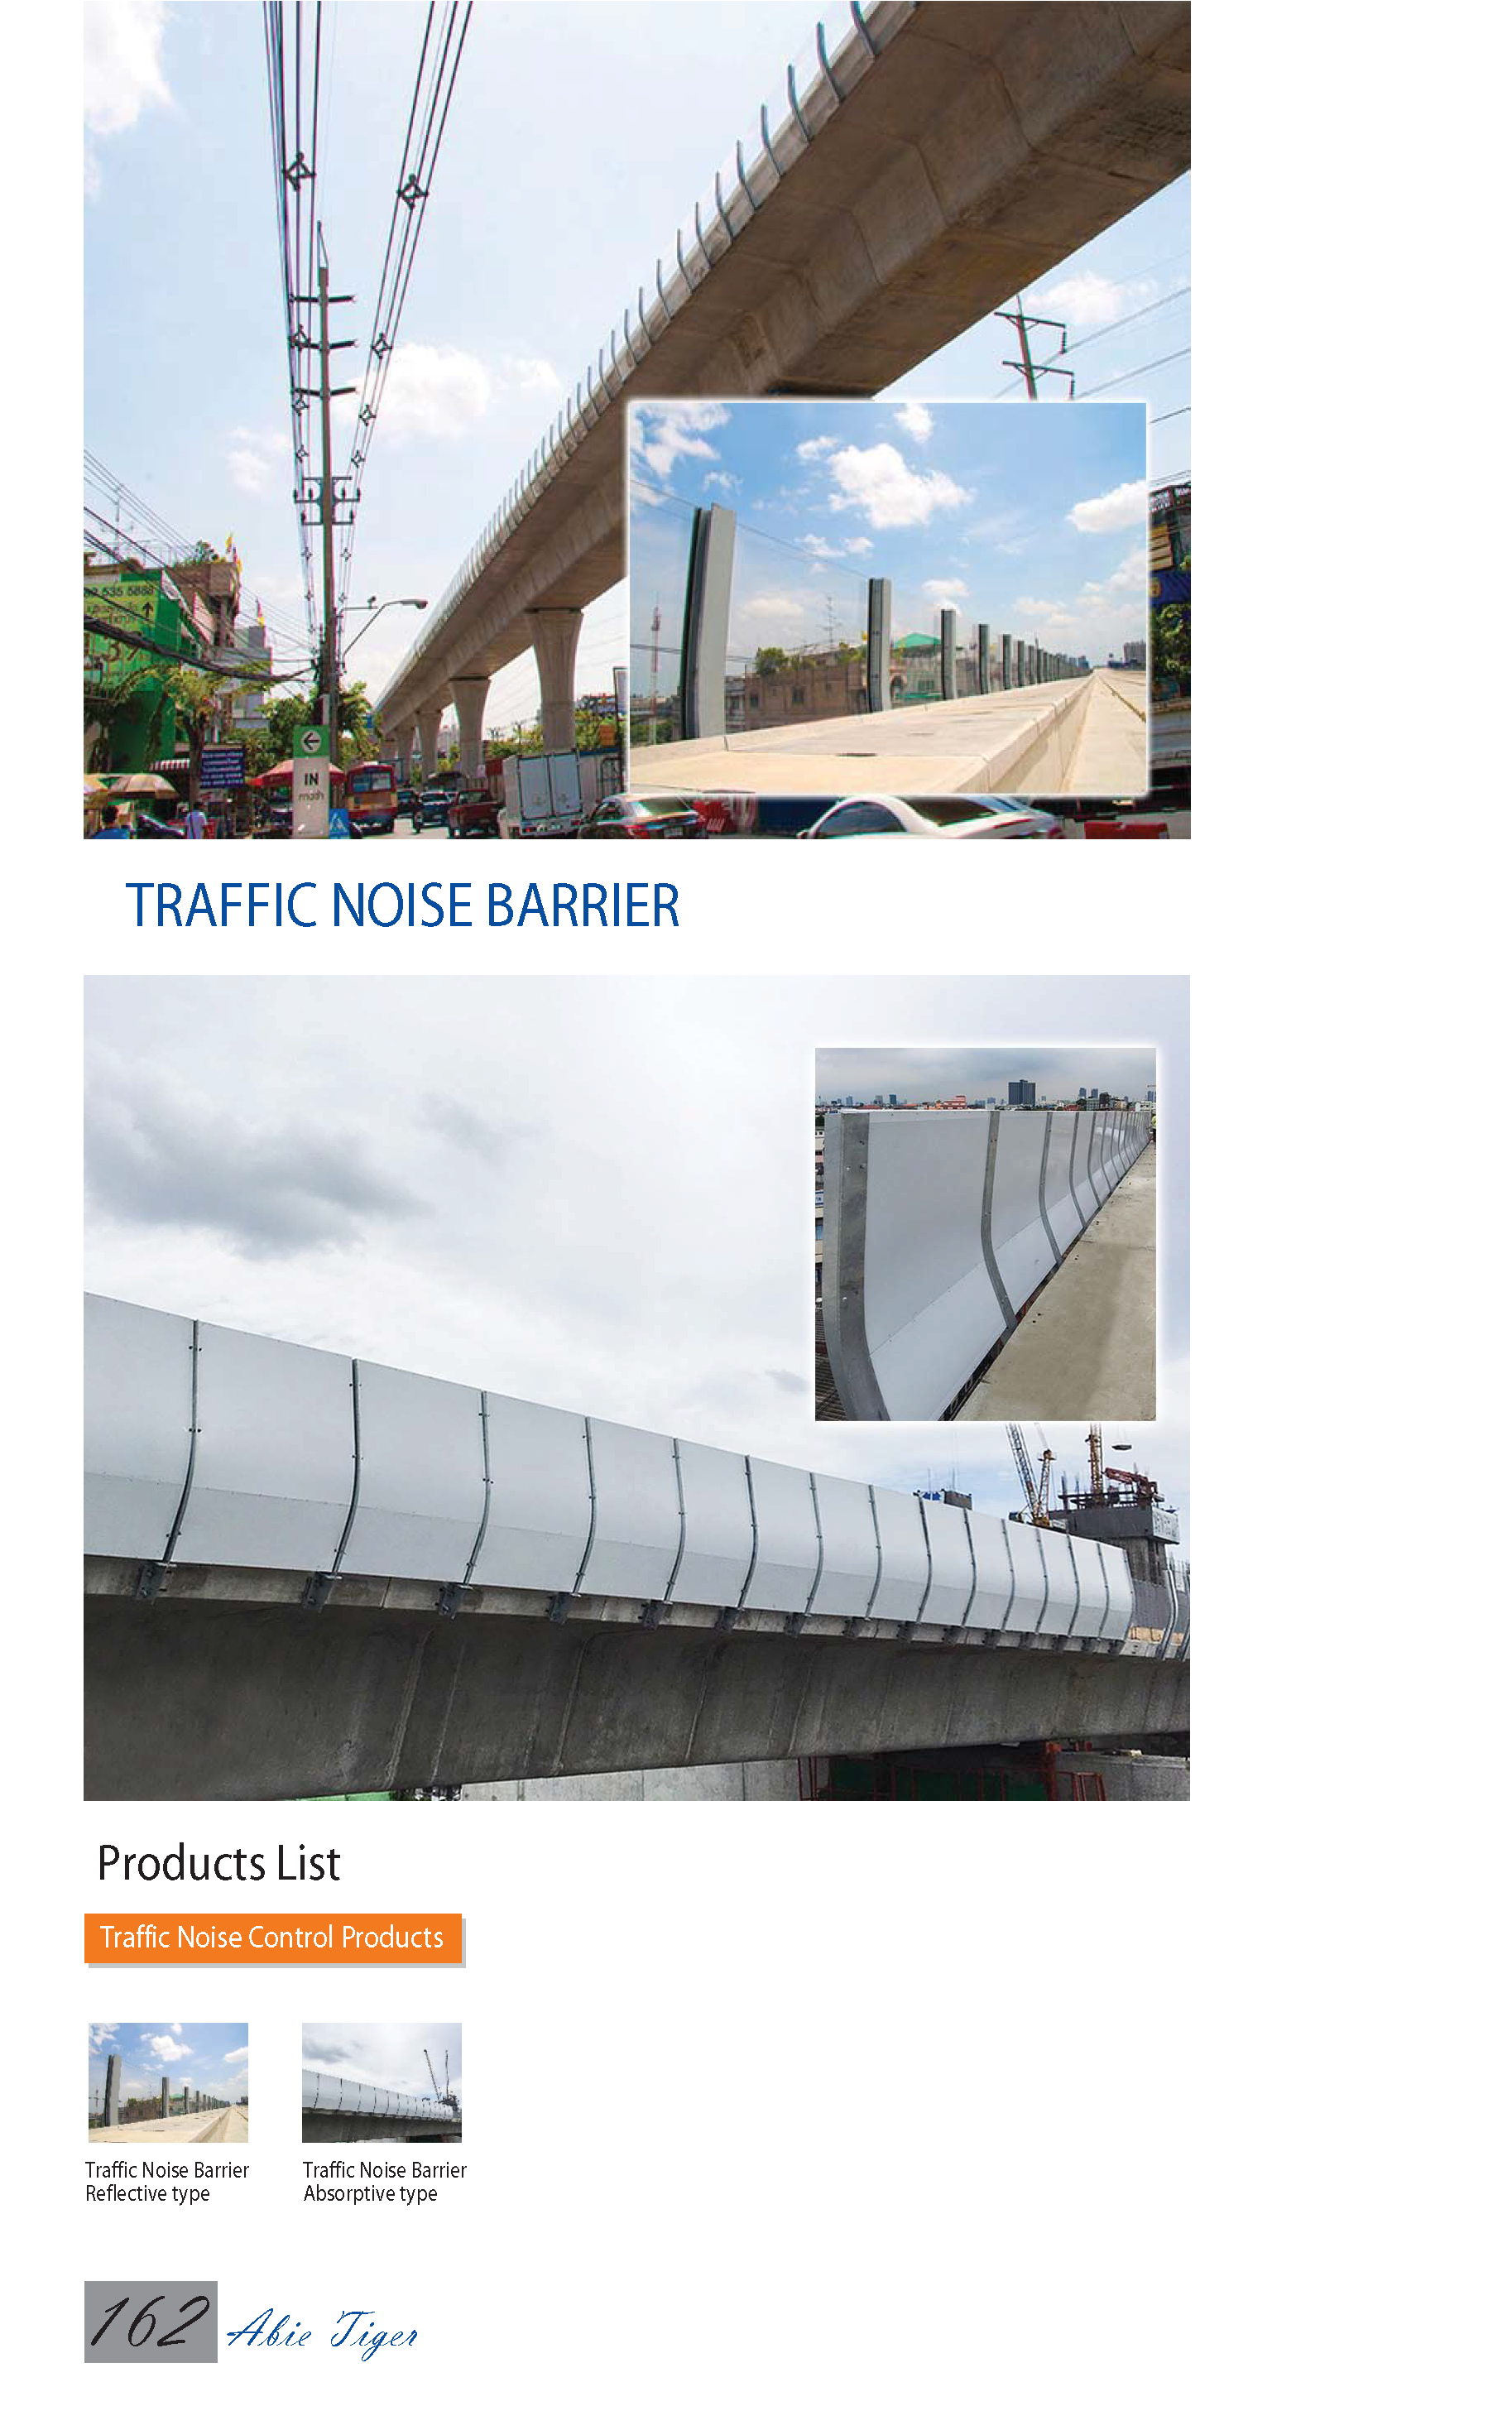 IN
TRAFFIC NOISE BARRIER
Products List
Traffic Noise Control Products
Traffic Noise Barrier
Reflective type
Traffic Noise Barrier
Absorptive type
162 Abie Tiger